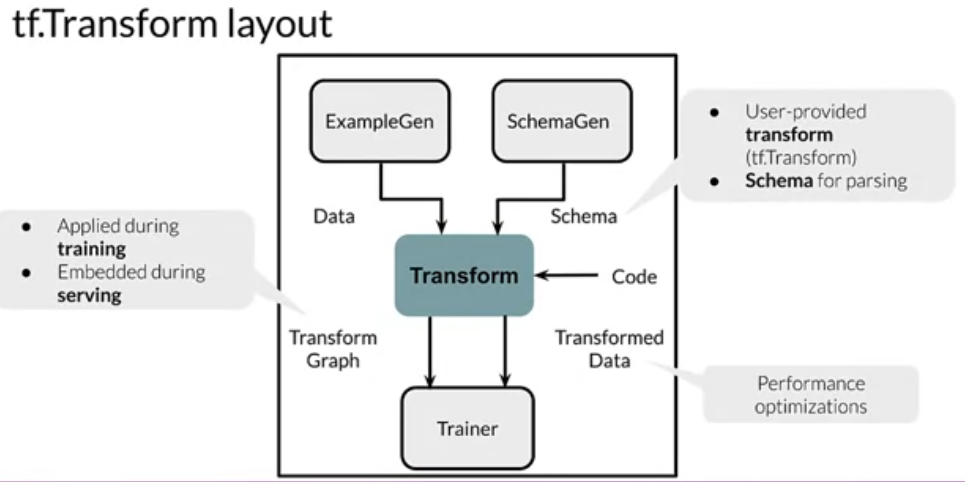 tf.Transform layout
ExampleGen
SchemaGen
● User-provided
transform
(tf.Transform)
● Schema for parsing
Data
Schema
● Applied during
training
● Embedded during
serving
Transform
Code
Transform
Graph
Transformed
Data
Performance
optimizations
Trainer